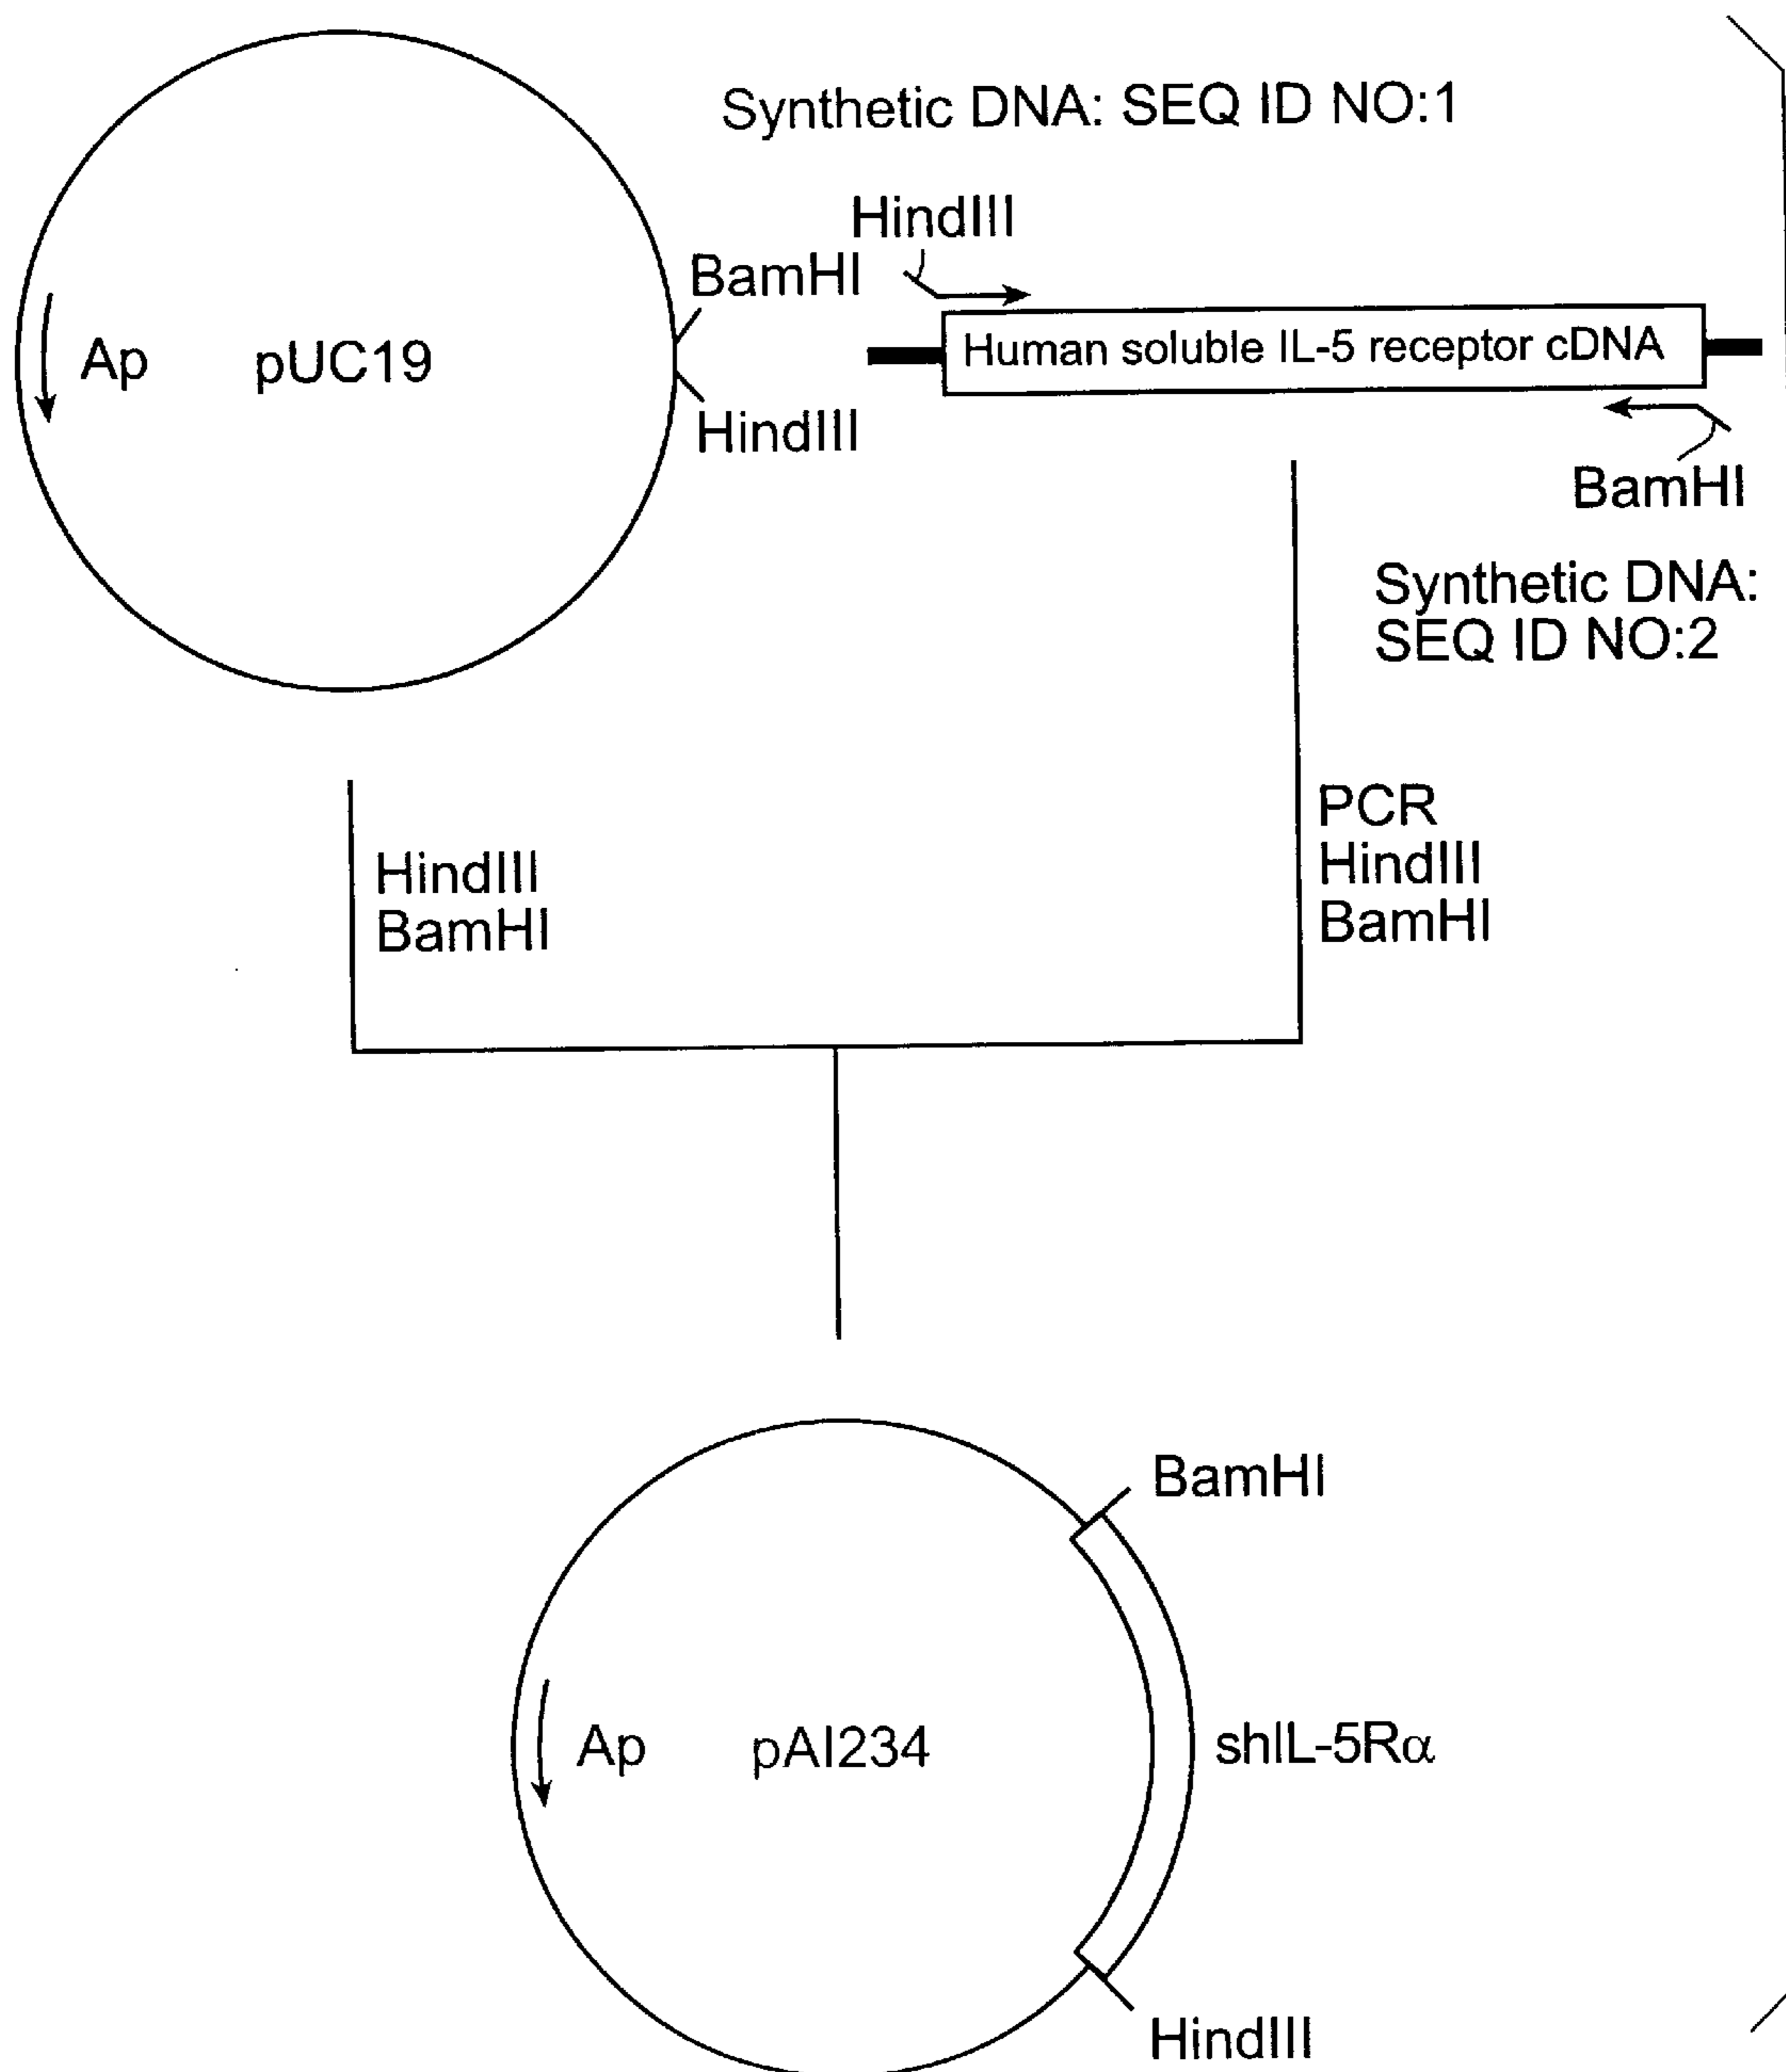 Synthetic DNA: SEQ ID NO:1
HindIII
BamHI
Ap
pUC19
Human soluble IL-5 receptor cDNA
HindIII
BamHI
Synthetic DNA:
SEQ ID NO:2
HindIII
BamHI
PCR
HindIII
BamHI
BamHI
Ap
pAI234
shIL-5Rα
HindIII